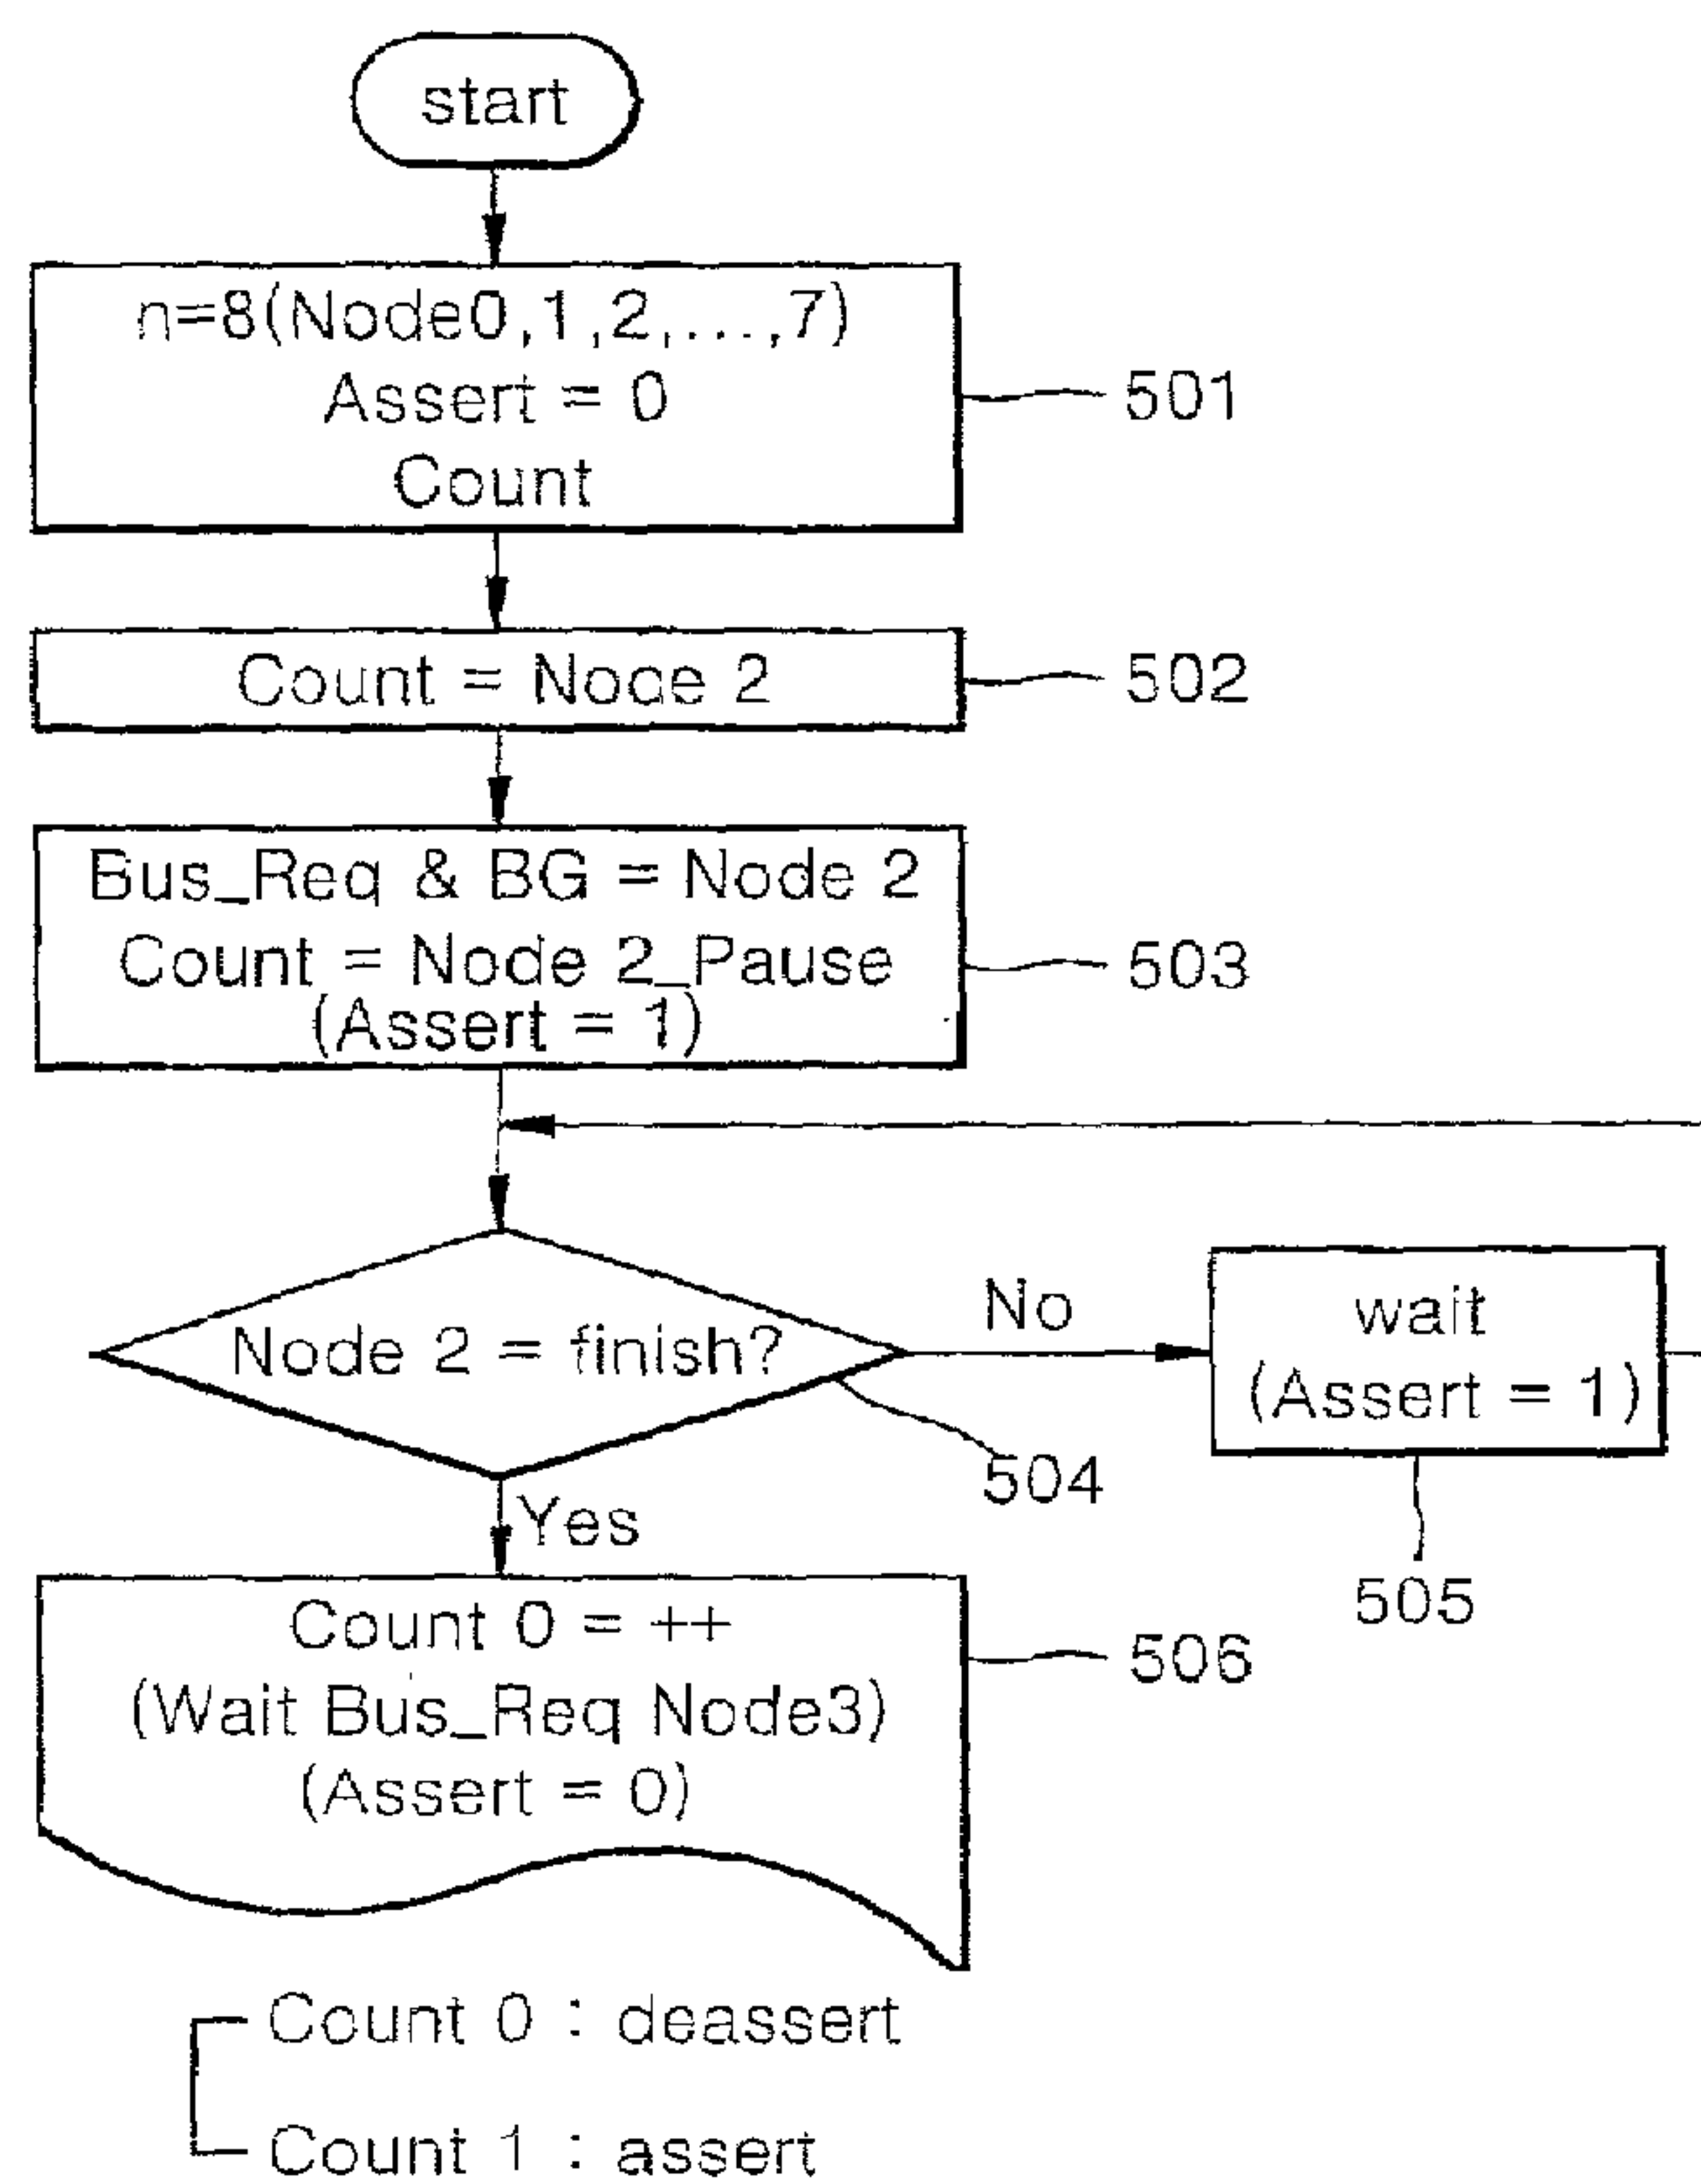 start
n=8(Node0,1,2,...,7)
Assert = 0
Count
501
Count = Node 2
502
Bus_Req & BG = Node 2
Count = Node 2_Pause
(Assert = 1)
503
Node 2 = finish?
No
wait
(Assert = 1)
504
Yes
505
Count 0 = ++
(Wait Bus_Req Node3)
(Assert = 0)
506
Count 0 : deassert
Count 1 : assert